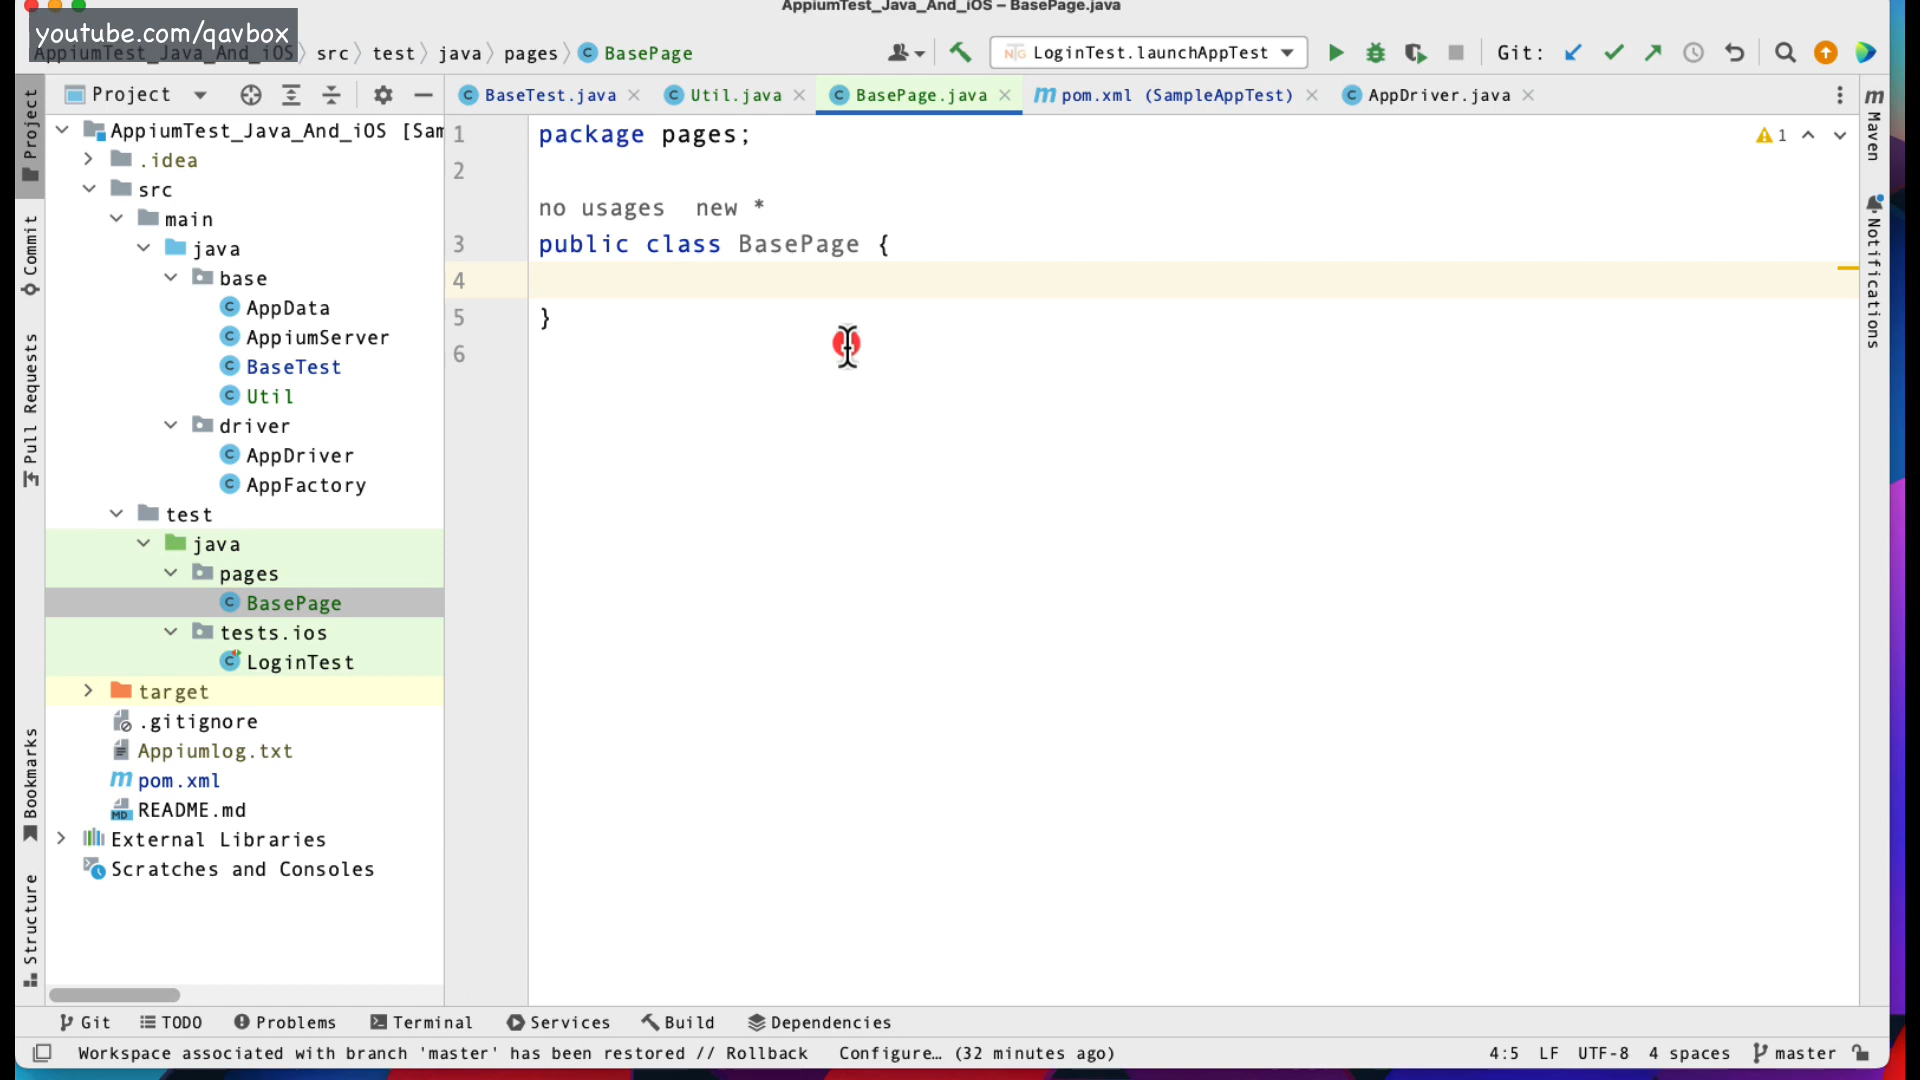 AppiumTest_Java_And_iOS – BasePage.java
youtube.com/qavbox
AppiumTest_Java_And_iOS src test java pages BasePage
LoginTest.launchAppTest
Git:
Project
BaseTest.java
Util.java
BasePage.java
pom.xml (SampleAppTest)
AppDriver.java
Project
Commit
Pull Requests
Bookmarks
Structure
AppiumTest_Java_And_iOS [Sam
.idea
src
main
java
base
AppData
AppiumServer
BaseTest
Util
driver
AppDriver
AppFactory
test
java
pages
BasePage
tests.ios
LoginTest
target
.gitignore
Appiumlog.txt
pom.xml
README.md
External Libraries
Scratches and Consoles
1 package pages;
2
no usages new *
3 public class BasePage {
4
5 }
6
1
Maven
Notifications
Git TODO Problems Terminal Services Build Dependencies
Workspace associated with branch 'master' has been restored // Rollback Configure… (32 minutes ago)
4:5 LF UTF-8 4 spaces master